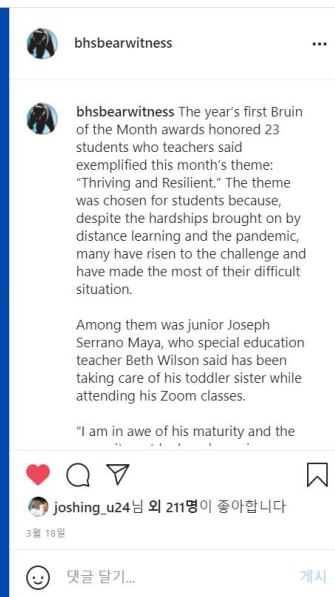 bhsbearwitness
bhsbearwitness The year's first Bruin
of the Month awards honored 23
students who teachers said
exemplified this month's theme:
"Thriving and Resilient." The theme
was chosen for students because,
despite the hardships brought on by
distance learning and the pandemic,
many have risen to the challenge and
have made the most of their difficult
situation.
Among them was junior Joseph
Serrano Maya, who special education
teacher Beth Wilson said has been
taking care of his toddler sister while
attending his Zoom classes.
"I am in awe of his maturity and the
joshing_u24님 외 211명이 좋아합니다
3월 18일
댓글 달기...
게시